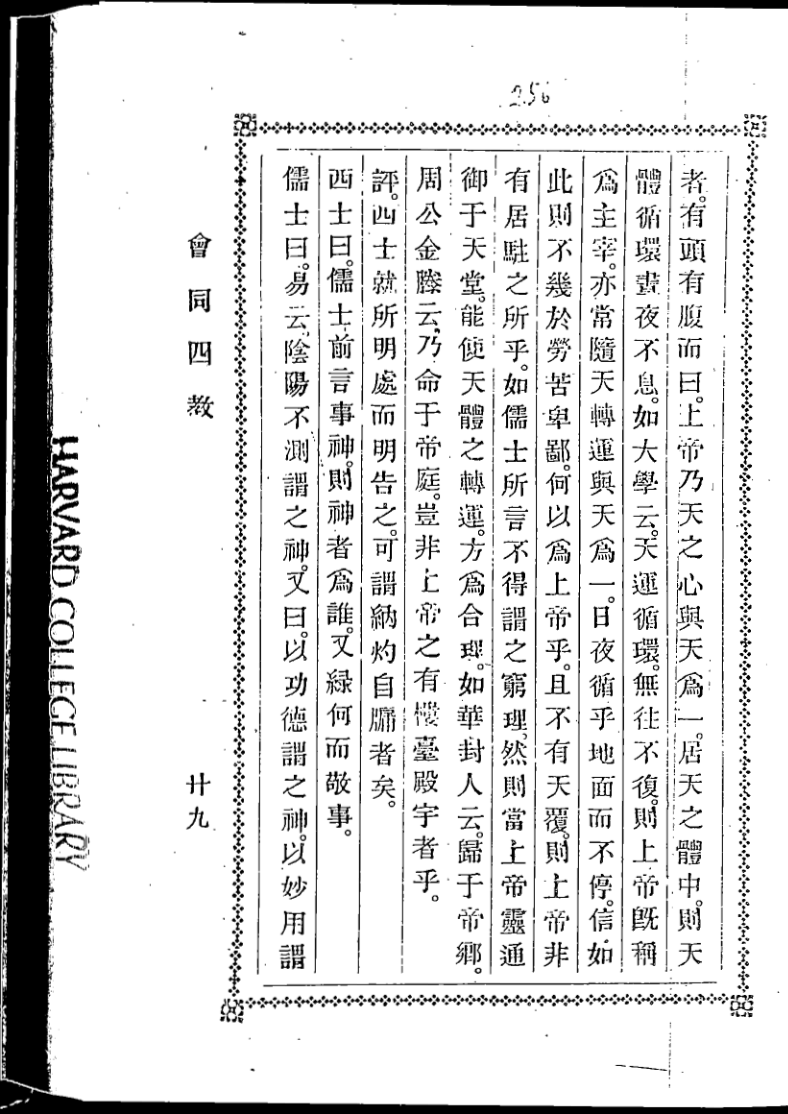 256
者。有頭有腹而曰。上帝乃天之心與天爲一。居天之體中。則天
體循環晝夜不息。如大學云。天運循環。無往不復。則上帝旣稱
爲主宰。亦常隨天轉運與天爲一。日夜循乎地面而不停。信如
此則不幾於勞苦卑鄙。何以爲上帝乎。且不有天覆。則上帝非
有居駐之所乎。如儒士所言不得謂之窮理。然則當上帝靈通
御于天堂。能使天體之轉運。方爲合理。如華封人云。歸于帝鄕。
周公金縢云。乃命于帝庭。豈非上帝之有樓臺殿宇者乎。
評。西士就所明處而明告之。可謂納灼自牗者矣。
西士曰。儒士前言事神。則神者爲誰。又緣何而敬事。
儒士曰。易云。陰陽不測謂之神。又曰。以功德謂之神。以妙用謂
會同四教
廿九
HARVARD COLLEGE LIBRARY